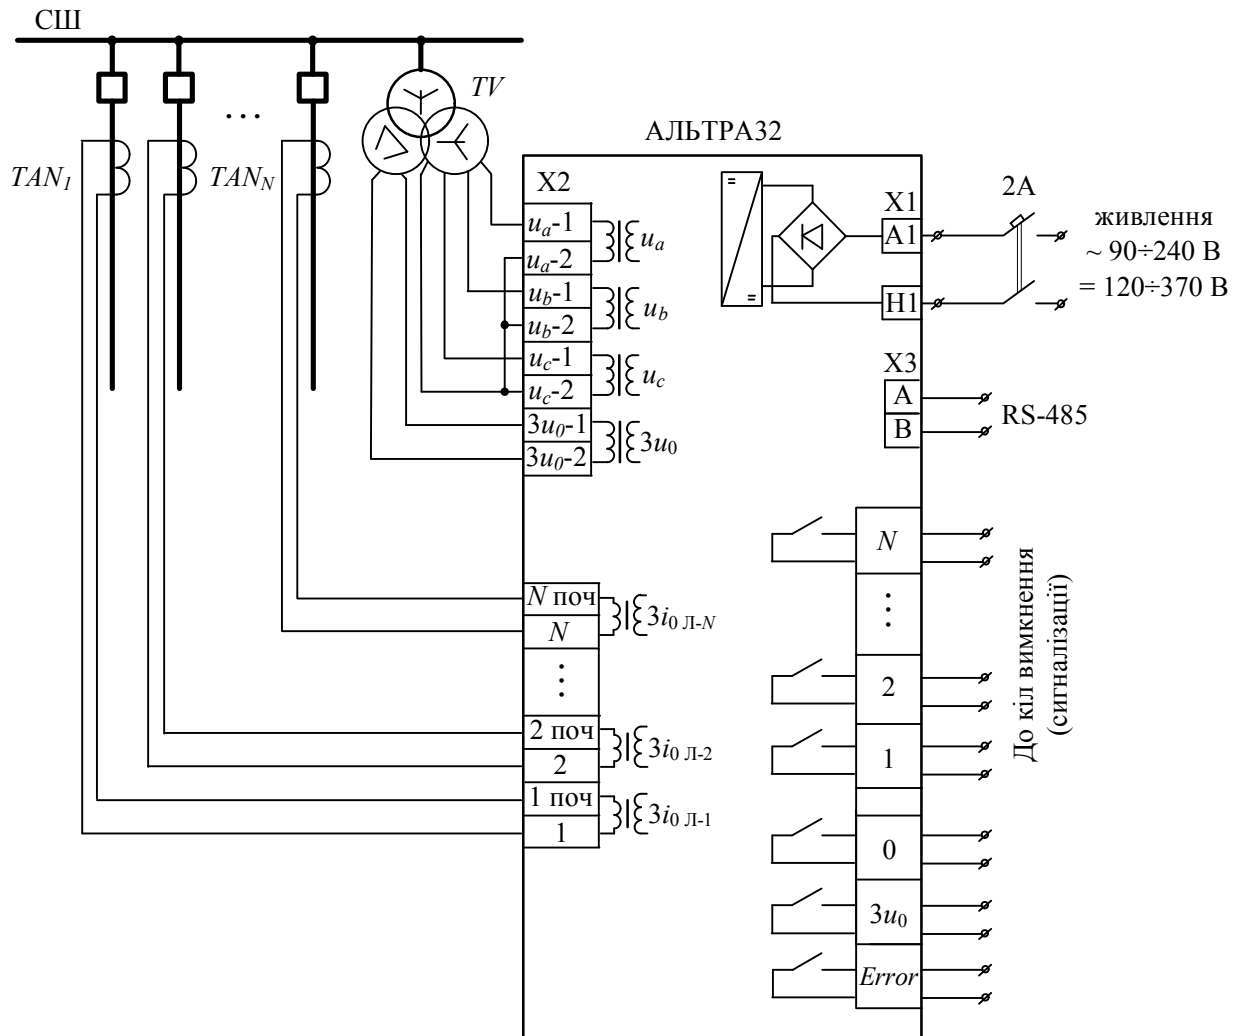 СШ
TV
...
АЛЬТРА32
TAN1
TANN
X2
X1
2А
живлення
~ 90÷240 В
= 120÷370 В
ua-1
ua-2
ua
A1
=
=
H1
ub-1
ub-2
ub
uc-1
uc-2
uc
X3
A
B
RS-485
3u0-1
3u0-2
3u0
N поч
N
3i0 Л-N
⋮
2 поч
2
3i0 Л-2
1 поч
1
3i0 Л-1
N
⋮
2
1
0
3u0
Error
До кіл вимкнення
(сигналізації)